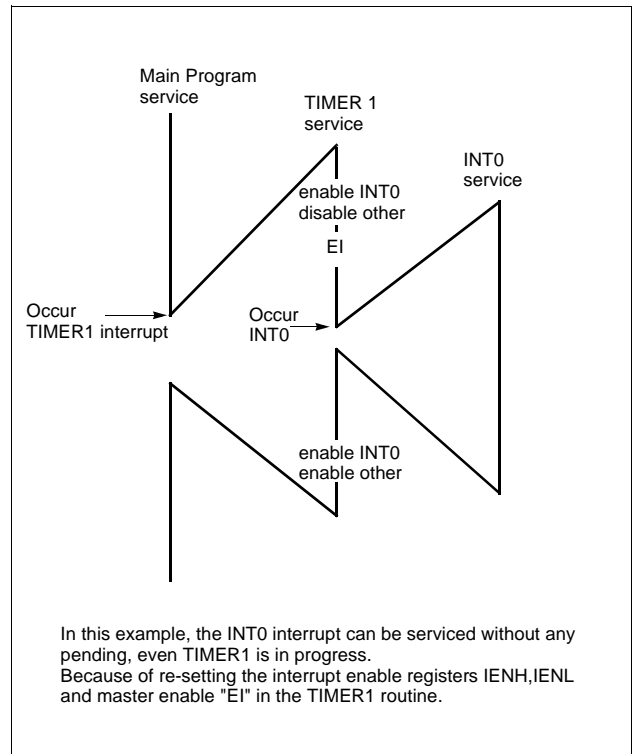 Main Program
service
TIMER 1
service
INT0
service
enable INT0
disable other
EI
Occur
TIMER1 interrupt
Occur
INT0
enable INT0
enable other
In this example, the INT0 interrupt can be serviced without any
pending, even TIMER1 is in progress.
Because of re-setting the interrupt enable registers IENH,IENL
and master enable "EI" in the TIMER1 routine.